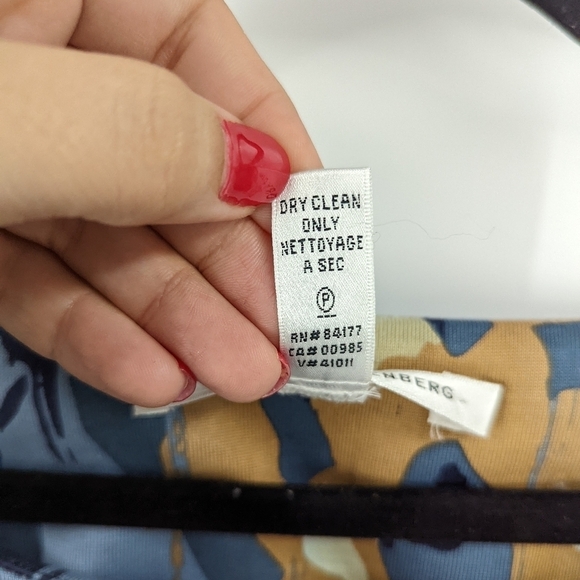 DRY CLEAN
ONLY
NETTOYAGE
A SEC
P
RN# 84177
CA# 00985
V# 41011
NBERG